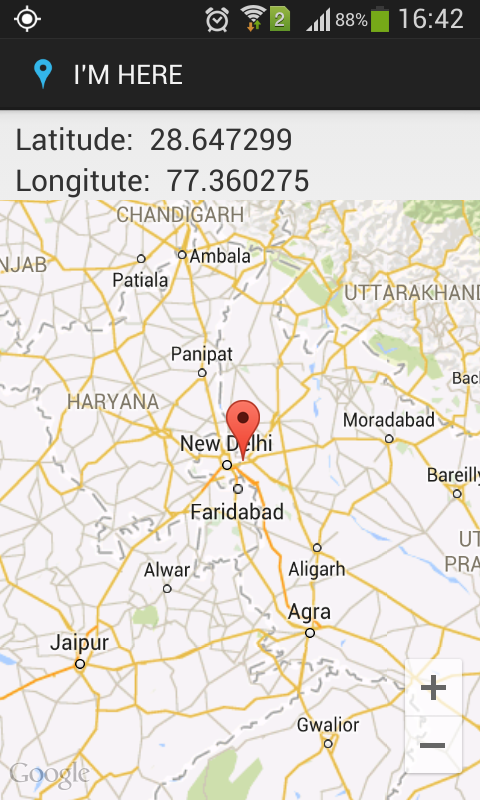 2 88% 16:42
I'M HERE
Latitude: 28.647299
Longitute: 77.360275
CHANDIGARH
Ambala
NJAB
Patiala
UTTARAKHAND
Panipat
Bac
HARYANA
Moradabad
New Delhi
Bareilly
Faridabad
UT
PRA
Alwar
Aligarh
Agra
Jaipur
Gwalior
Google